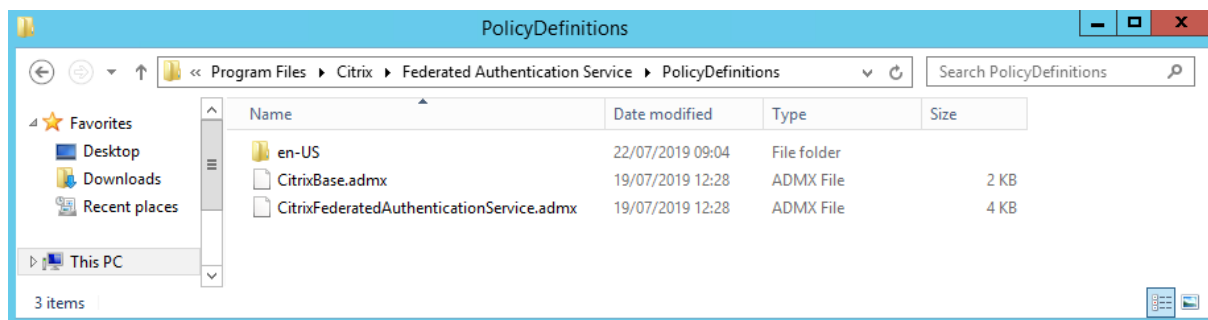 PolicyDefinitions
« Program Files ▸ Citrix ▸ Federated Authentication Service ▸ PolicyDefinitions
Search PolicyDefinitions
Favorites
Desktop
Downloads
Recent places
This PC
Name Date modified Type Size
en-US 22/07/2019 09:04 File folder
CitrixBase.admx 19/07/2019 12:28 ADMX File 2 KB
CitrixFederatedAuthenticationService.admx 19/07/2019 12:28 ADMX File 4 KB
3 items